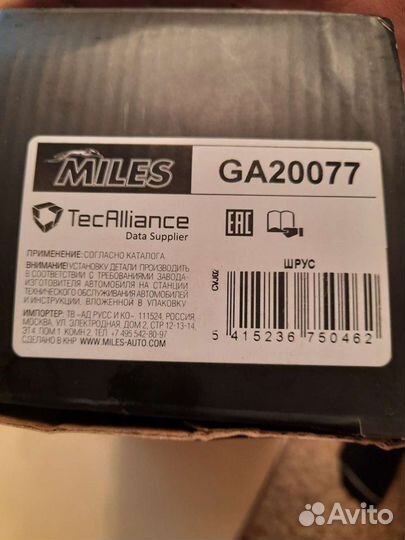 MILES
GA20077
TecAlliance
Data Supplier
EAC
ПРИМЕНЕНИЕ: СОГЛАСНО КАТАЛОГА
ВНИМАНИЕ! УСТАНОВКУ ДЕТАЛИ ПРОИЗВОДИТЬ
В СООТВЕТСТВИИ С ТРЕБОВАНИЯМИ ЗАВОДА-
ИЗГОТОВИТЕЛЯ АВТОМОБИЛЯ НА СТАНЦИИ
ТЕХНИЧЕСКОГО ОБСЛУЖИВАНИЯ АВТОМОБИЛЕЙ
И ИНСТРУКЦИИ, ВЛОЖЕННОЙ В УПАКОВКУ
ИМПОРТЕР: ТВ «АД РУСС И КО» 111524, РОССИЯ
МОСКВА, УЛ. ЭЛЕКТРОДНАЯ, ДОМ 2, СТР 12-13-14,
ЭТ.4 ПОМ.1 КОМН.2, ТЕЛ. +7 495 542-80-97
СДЕЛАНО В КНР WWW.MILES-AUTO.COM
ШРУС
5 415236 750462
Avito